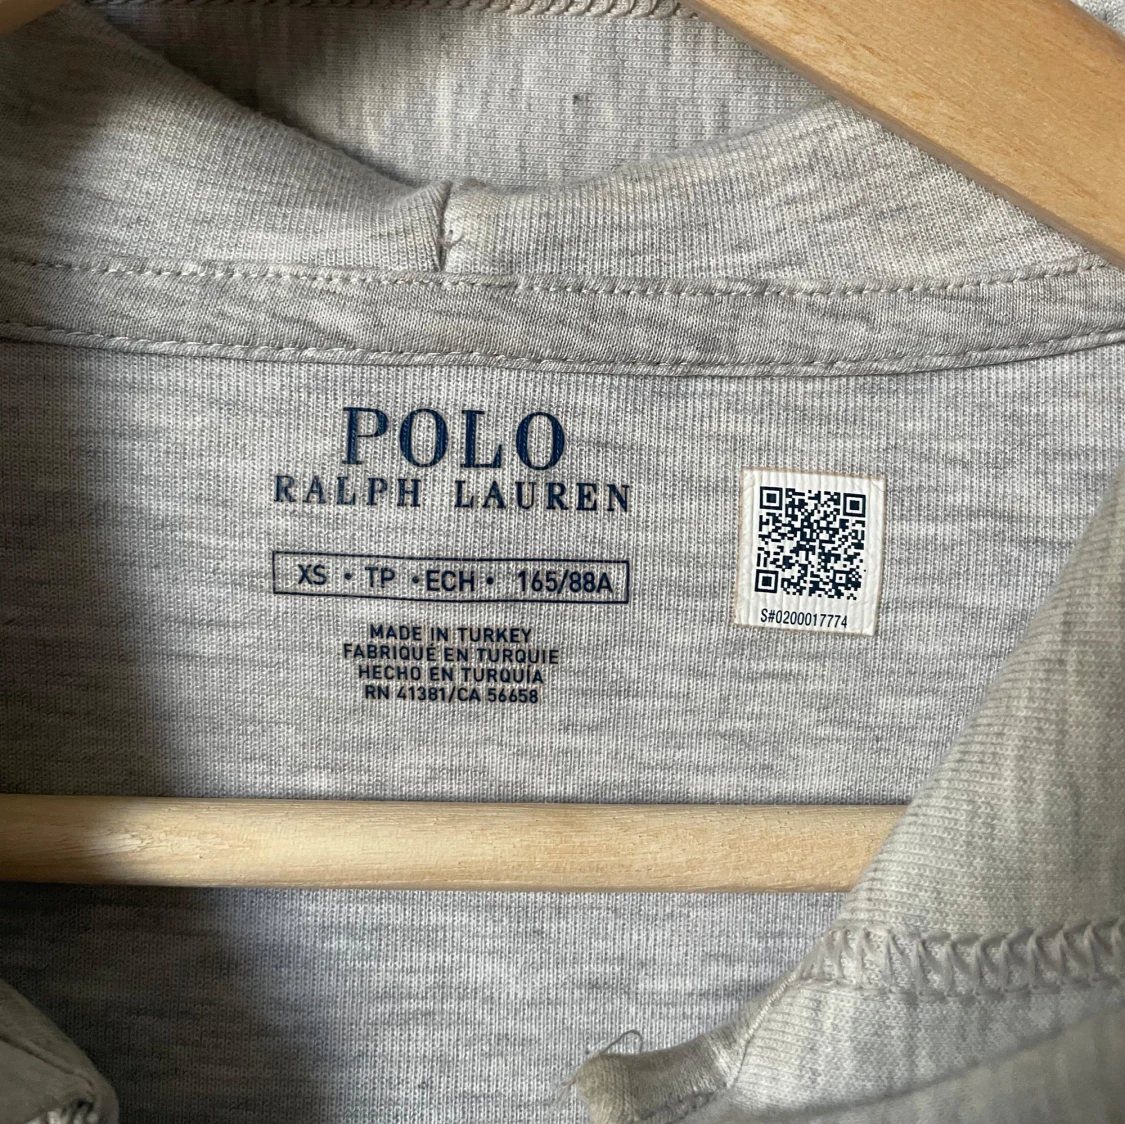 POLO
RALPH LAUREN
XS • TP • ECH • 165/88A
MADE IN TURKEY
FABRIQUÉ EN TURQUIE
HECHO EN TURQUÍA
RN 41381/CA 56658
S#0200017774